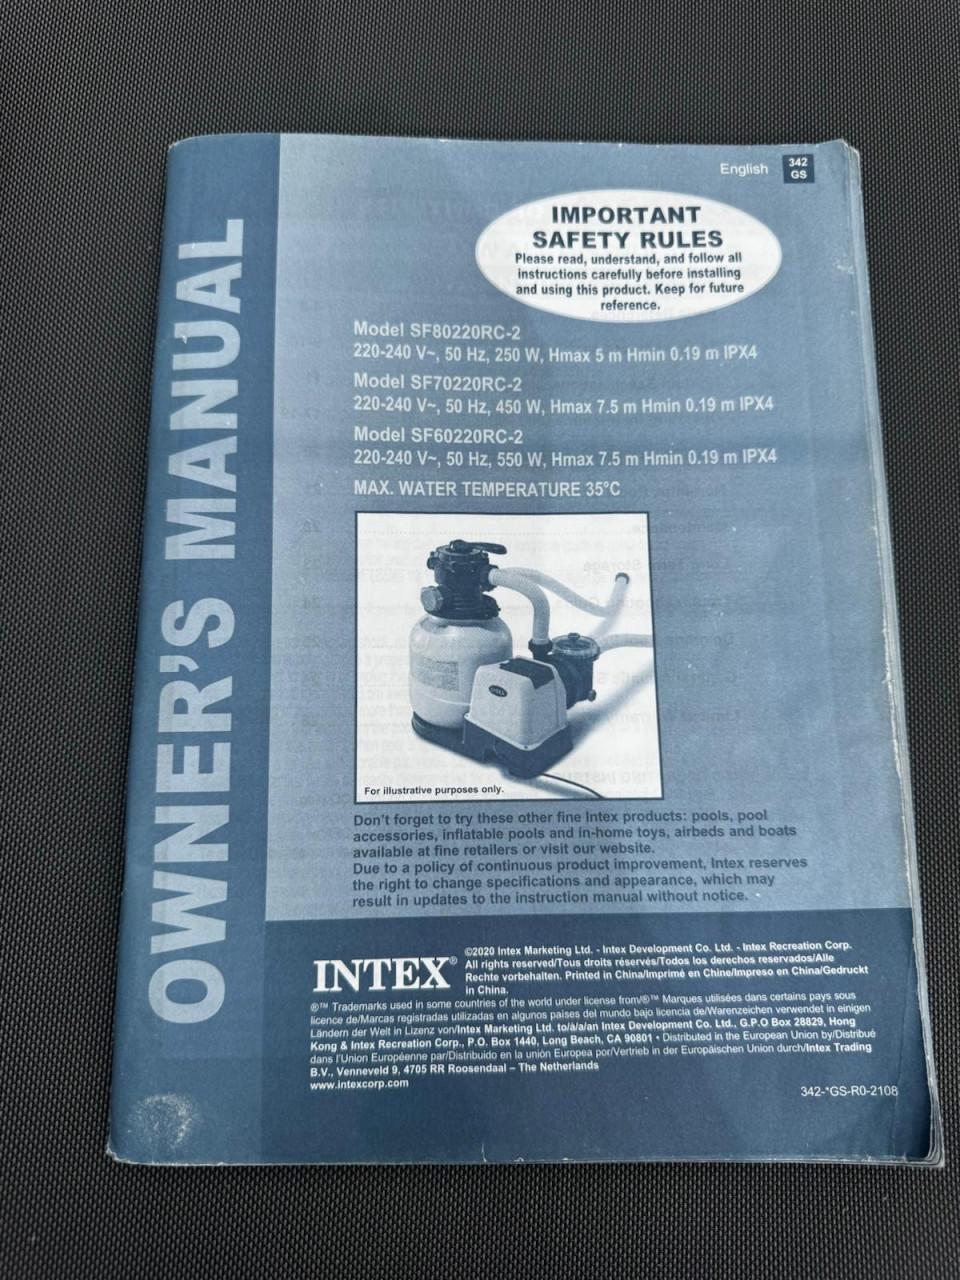 OWNER'S MANUAL
English
342
GS
IMPORTANT
SAFETY RULES
Please read, understand, and follow all
instructions carefully before installing
and using this product. Keep for future
reference.
Model SF80220RC-2
220-240 V~, 50 Hz, 250 W, Hmax 5 m Hmin 0.19 m IPX4
Model SF70220RC-2
220-240 V~, 50 Hz, 450 W, Hmax 7.5 m Hmin 0.19 m IPX4
Model SF60220RC-2
220-240 V~, 50 Hz, 550 W, Hmax 7.5 m Hmin 0.19 m IPX4
MAX. WATER TEMPERATURE 35°C
INTEX
For illustrative purposes only.
Don't forget to try these other fine Intex products: pools, pool
accessories, inflatable pools and in-home toys, airbeds and boats
available at fine retailers or visit our website.
Due to a policy of continuous product improvement, Intex reserves
the right to change specifications and appearance, which may
result in updates to the instruction manual without notice.
INTEX®
©2020 Intex Marketing Ltd. - Intex Development Co. Ltd. - Intex Recreation Corp.
All rights reserved/Tous droits réservés/Todos los derechos reservados/Alle
Rechte vorbehalten. Printed in China/Imprimé en Chine/Impreso en China/Gedruckt
in China.
®™ Trademarks used in some countries of the world under license from/®™ Marques utilisées dans certains pays sous
licence de/Marcas registradas utilizadas en algunos países del mundo bajo licencia de/Warenzeichen verwendet in einigen
Ländern der Welt in Lizenz von/Intex Marketing Ltd. to/à/a/an Intex Development Co. Ltd., G.P.O Box 28829, Hong
Kong & Intex Recreation Corp., P.O. Box 1440, Long Beach, CA 90801 • Distributed in the European Union by/Distribué
dans l'Union Européenne par/Distribuido en la unión Europea por/Vertrieb in der Europäischen Union durch/Intex Trading
B.V., Venneveld 9, 4705 RR Roosendaal – The Netherlands
www.intexcorp.com
342-*GS-R0-2108